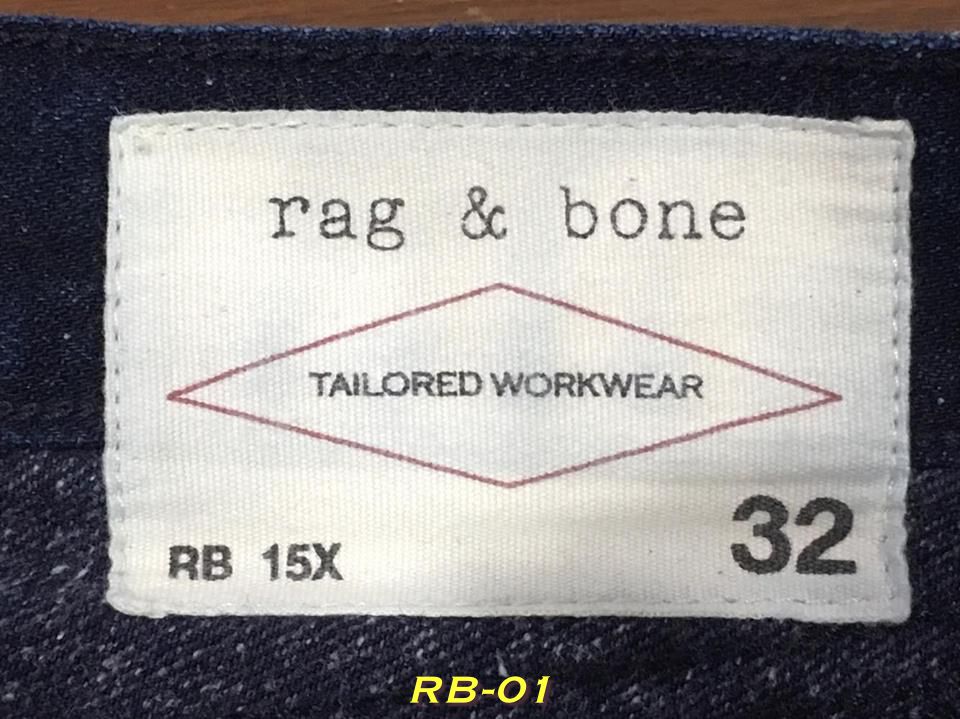 rag & bone
TAILORED WORKWEAR
RB 15X
32
RB-01